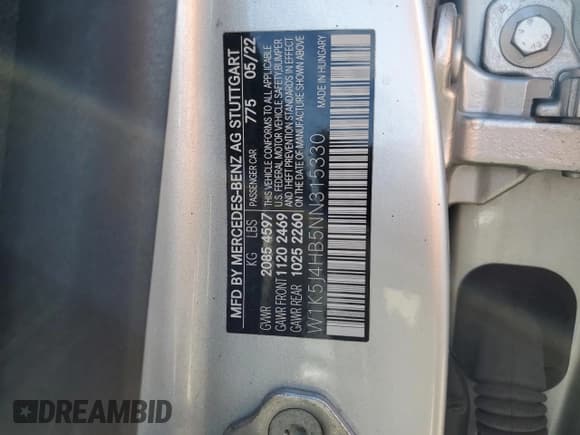 MFD BY MERCEDES-BENZ AG STUTTGART
PASSENGER CAR 775 05/22
KG LBS
GVWR 2085 4597
GAWR FRONT 1120 2469
GAWR REAR 1025 2260
THIS VEHICLE CONFORMS TO ALL APPLICABLE
U.S. FEDERAL MOTOR VEHICLE SAFETY, BUMPER
AND THEFT PREVENTION STANDARDS IN EFFECT
ON THE DATE OF MANUFACTURE SHOWN ABOVE.
MADE IN HUNGARY
W1K5J4HB5NN315330
DREAMBID